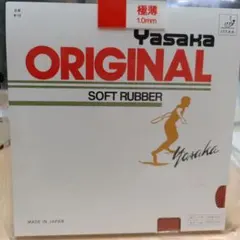 極薄
1.0mm
Yasaka
ORIGINAL
SOFT RUBBER
Yasaka
MADE IN JAPAN